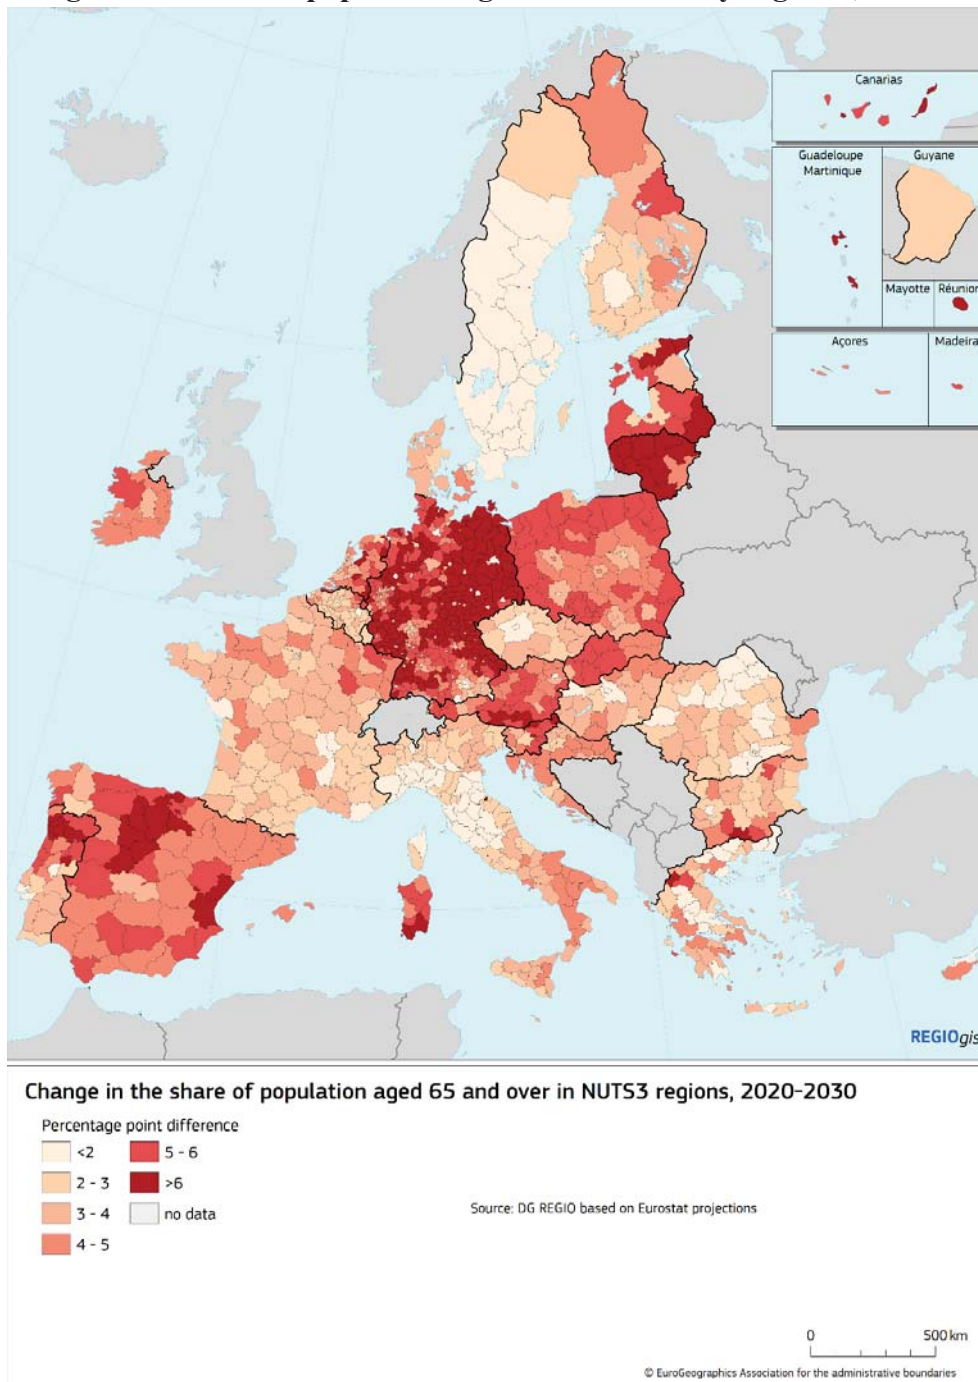 Canarias
Guadeloupe
Martinique
Guyane
Mayotte
Réunion
Açores
Madeira
REGIOgis
Change in the share of population aged 65 and over in NUTS3 regions, 2020-2030
Percentage point difference
<2
5 - 6
2 - 3
>6
3 - 4
no data
4 - 5
Source: DG REGIO based on Eurostat projections
0 500 km
© EuroGeographics Association for the administrative boundaries